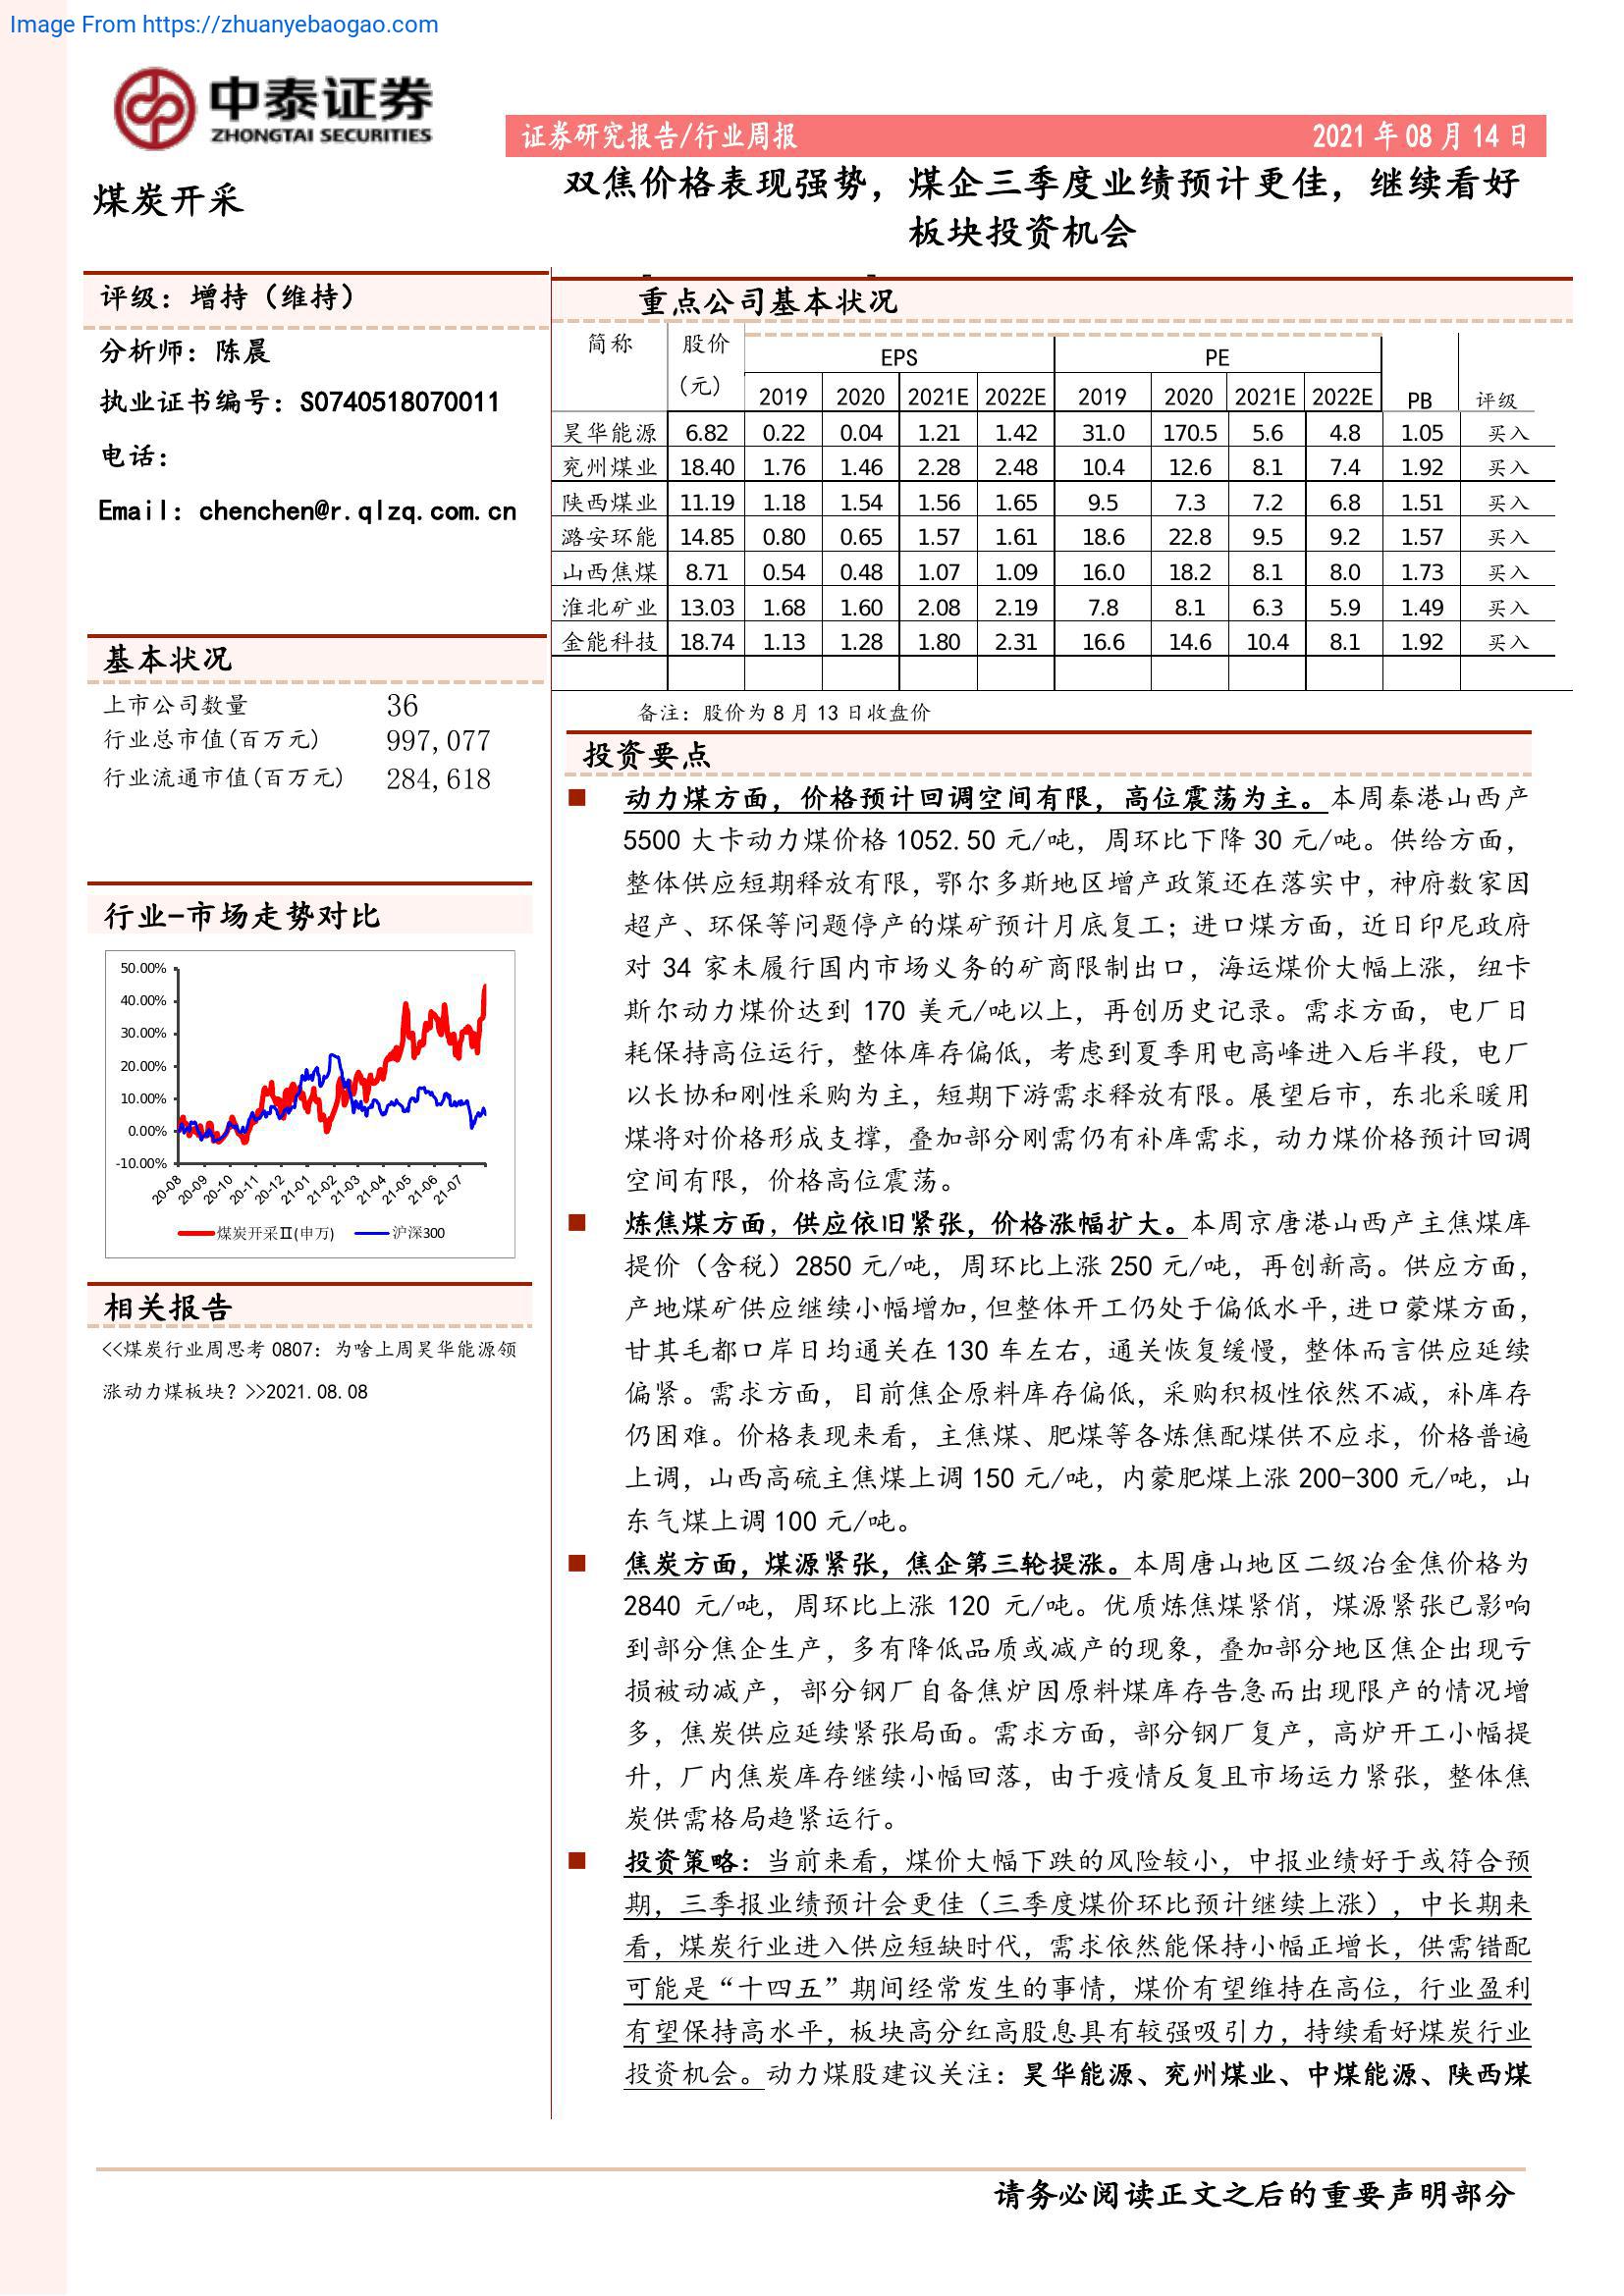 Image From https://zhuanyebaogao.com
中泰证券
ZHONGTAI SECURITIES
证券研究报告/行业周报 2021 年 08 月 14 日
煤炭开采
双焦价格表现强势，煤企三季度业绩预计更佳，继续看好
板块投资机会
评级：增持（维持）
分析师：陈晨
执业证书编号：S0740518070011
电话：
Email：chenchen@r.qlzq.com.cn
基本状况
上市公司数量 36
行业总市值(百万元) 997,077
行业流通市值(百万元) 284,618
行业-市场走势对比
50.00%
40.00%
30.00%
20.00%
10.00%
0.00%
-10.00%
20-08 20-09 20-10 20-11 20-12 21-01 21-02 21-03 21-04 21-05 21-06 21-07
煤炭开采Ⅱ(申万) 沪深300
相关报告
<<煤炭行业周思考 0807：为啥上周昊华能源领
涨动力煤板块？>>2021.08.08
重点公司基本状况
简称 股价 EPS PE
(元) 2019 2020 2021E 2022E 2019 2020 2021E 2022E PB 评级
昊华能源 6.82 0.22 0.04 1.21 1.42 31.0 170.5 5.6 4.8 1.05 买入
兖州煤业 18.40 1.76 1.46 2.28 2.48 10.4 12.6 8.1 7.4 1.92 买入
陕西煤业 11.19 1.18 1.54 1.56 1.65 9.5 7.3 7.2 6.8 1.51 买入
潞安环能 14.85 0.80 0.65 1.57 1.61 18.6 22.8 9.5 9.2 1.57 买入
山西焦煤 8.71 0.54 0.48 1.07 1.09 16.0 18.2 8.1 8.0 1.73 买入
淮北矿业 13.03 1.68 1.60 2.08 2.19 7.8 8.1 6.3 5.9 1.49 买入
金能科技 18.74 1.13 1.28 1.80 2.31 16.6 14.6 10.4 8.1 1.92 买入
备注：股价为 8 月 13 日收盘价
投资要点
■ 动力煤方面，价格预计回调空间有限，高位震荡为主。本周秦港山西产
5500 大卡动力煤价格 1052.50 元/吨，周环比下降 30 元/吨。供给方面，
整体供应短期释放有限，鄂尔多斯地区增产政策还在落实中，神府数家因
超产、环保等问题停产的煤矿预计月底复工；进口煤方面，近日印尼政府
对 34 家未履行国内市场义务的矿商限制出口，海运煤价大幅上涨，纽卡
斯尔动力煤价达到 170 美元/吨以上，再创历史记录。需求方面，电厂日
耗保持高位运行，整体库存偏低，考虑到夏季用电高峰进入后半段，电厂
以长协和刚性采购为主，短期下游需求释放有限。展望后市，东北采暖用
煤将对价格形成支撑，叠加部分刚需仍有补库需求，动力煤价格预计回调
空间有限，价格高位震荡。
■ 炼焦煤方面，供应依旧紧张，价格涨幅扩大。本周京唐港山西产主焦煤库
提价（含税）2850 元/吨，周环比上涨 250 元/吨，再创新高。供应方面，
产地煤矿供应继续小幅增加，但整体开工仍处于偏低水平，进口蒙煤方面，
甘其毛都口岸日均通关在 130 车左右，通关恢复缓慢，整体而言供应延续
偏紧。需求方面，目前焦企原料库存偏低，采购积极性依然不减，补库存
仍困难。价格表现来看，主焦煤、肥煤等各炼焦配煤供不应求，价格普遍
上调，山西高硫主焦煤上调 150 元/吨，内蒙肥煤上涨 200-300 元/吨，山
东气煤上调 100 元/吨。
■ 焦炭方面，煤源紧张，焦企第三轮提涨。本周唐山地区二级冶金焦价格为
2840 元/吨，周环比上涨 120 元/吨。优质炼焦煤紧俏，煤源紧张已影响
到部分焦企生产，多有降低品质或减产的现象，叠加部分地区焦企出现亏
损被动减产，部分钢厂自备焦炉因原料煤库存告急而出现限产的情况增
多，焦炭供应延续紧张局面。需求方面，部分钢厂复产，高炉开工小幅提
升，厂内焦炭库存继续小幅回落，由于疫情反复且市场运力紧张，整体焦
炭供需格局趋紧运行。
■ 投资策略：当前来看，煤价大幅下跌的风险较小，中报业绩好于或符合预
期，三季报业绩预计会更佳（三季度煤价环比预计继续上涨），中长期来
看，煤炭行业进入供应短缺时代，需求依然能保持小幅正增长，供需错配
可能是“十四五”期间经常发生的事情，煤价有望维持在高位，行业盈利
有望保持高水平，板块高分红高股息具有较强吸引力，持续看好煤炭行业
投资机会。动力煤股建议关注：昊华能源、兖州煤业、中煤能源、陕西煤
请务必阅读正文之后的重要声明部分